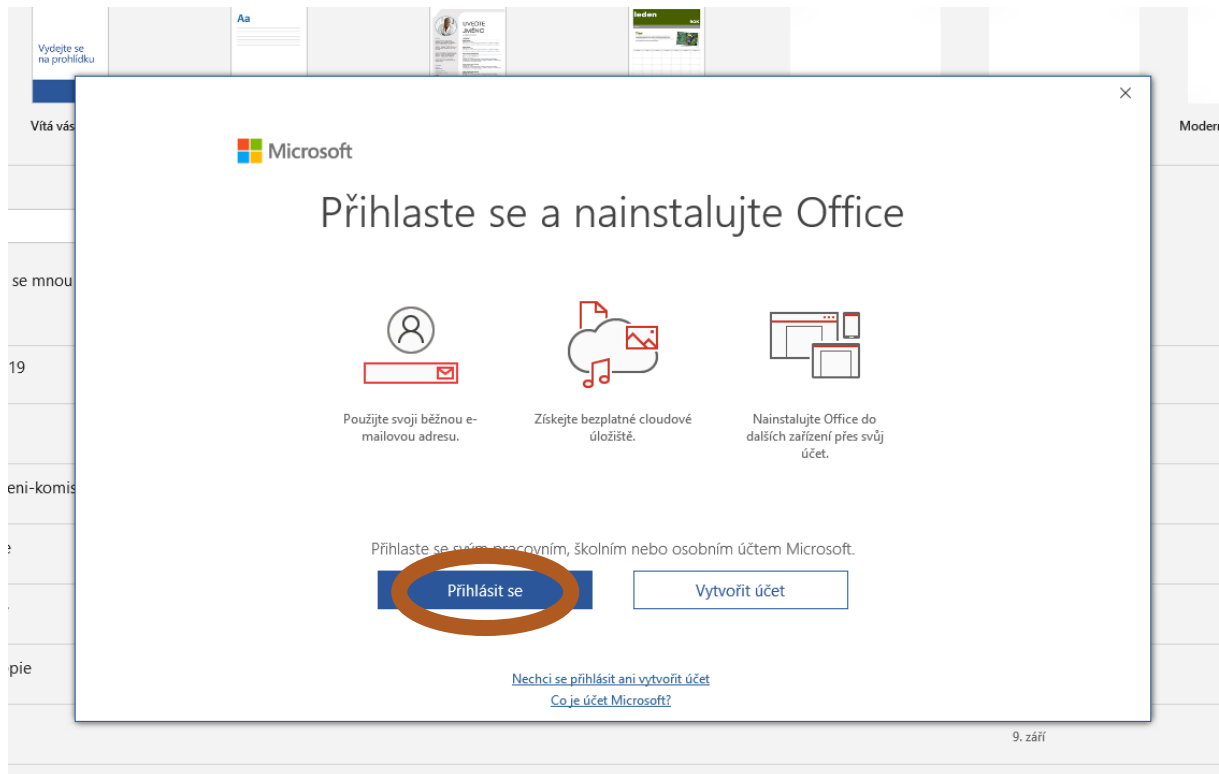 Aa
Vydejte se
na prohlídku
UVEĎTE
JMÉNO
leden
Vítá vás
Modern
se mnou
19
eni-komis
pie
Microsoft
Přihlaste se a nainstalujte Office
Použijte svoji běžnou e-
mailovou adresu.
Získejte bezplatné cloudové
úložiště.
Nainstalujte Office do
dalších zařízení přes svůj
účet.
Přihlaste se svým pracovním, školním nebo osobním účtem Microsoft.
Přihlásit se
Vytvořit účet
Nechci se přihlásit ani vytvořit účet
Co je účet Microsoft?
9. září